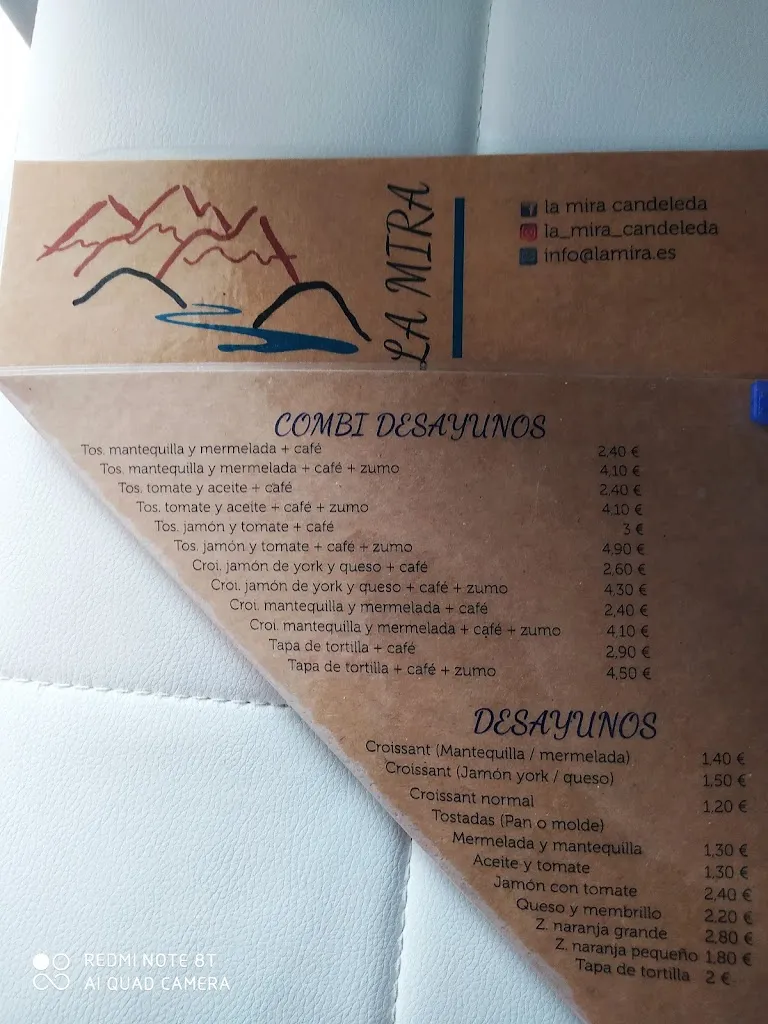 LA MIRA
la mira candeleda
la_mira_candeleda
info@lamira.es
COMBI DESAYUNOS
Tos. mantequilla y mermelada + café 2,40 €
Tos. mantequilla y mermelada + café + zumo 4,10 €
Tos. tomate y aceite + café 2,40 €
Tos. tomate y aceite + café + zumo 4,10 €
Tos. jamón y tomate + café 3 €
Tos. jamón y tomate + café + zumo 4,90 €
Croi. jamón de york y queso + café 2,60 €
Croi. jamón de york y queso + café + zumo 4,30 €
Croi. mantequilla y mermelada + café 2,40 €
Croi. mantequilla y mermelada + café + zumo 4,10 €
Tapa de tortilla + café 2,90 €
Tapa de tortilla + café + zumo 4,50 €
DESAYUNOS
Croissant (Mantequilla / mermelada) 1,40 €
Croissant (Jamón york / queso) 1,50 €
Croissant normal 1,20 €
Tostadas (Pan o molde)
Mermelada y mantequilla 1,30 €
Aceite y tomate 1,30 €
Jamón con tomate 2,40 €
Queso y membrillo 2,20 €
Z. naranja grande 2,80 €
Z. naranja pequeño 1,80 €
Tapa de tortilla 2 €
REDMI NOTE 8T
AI QUAD CAMERA